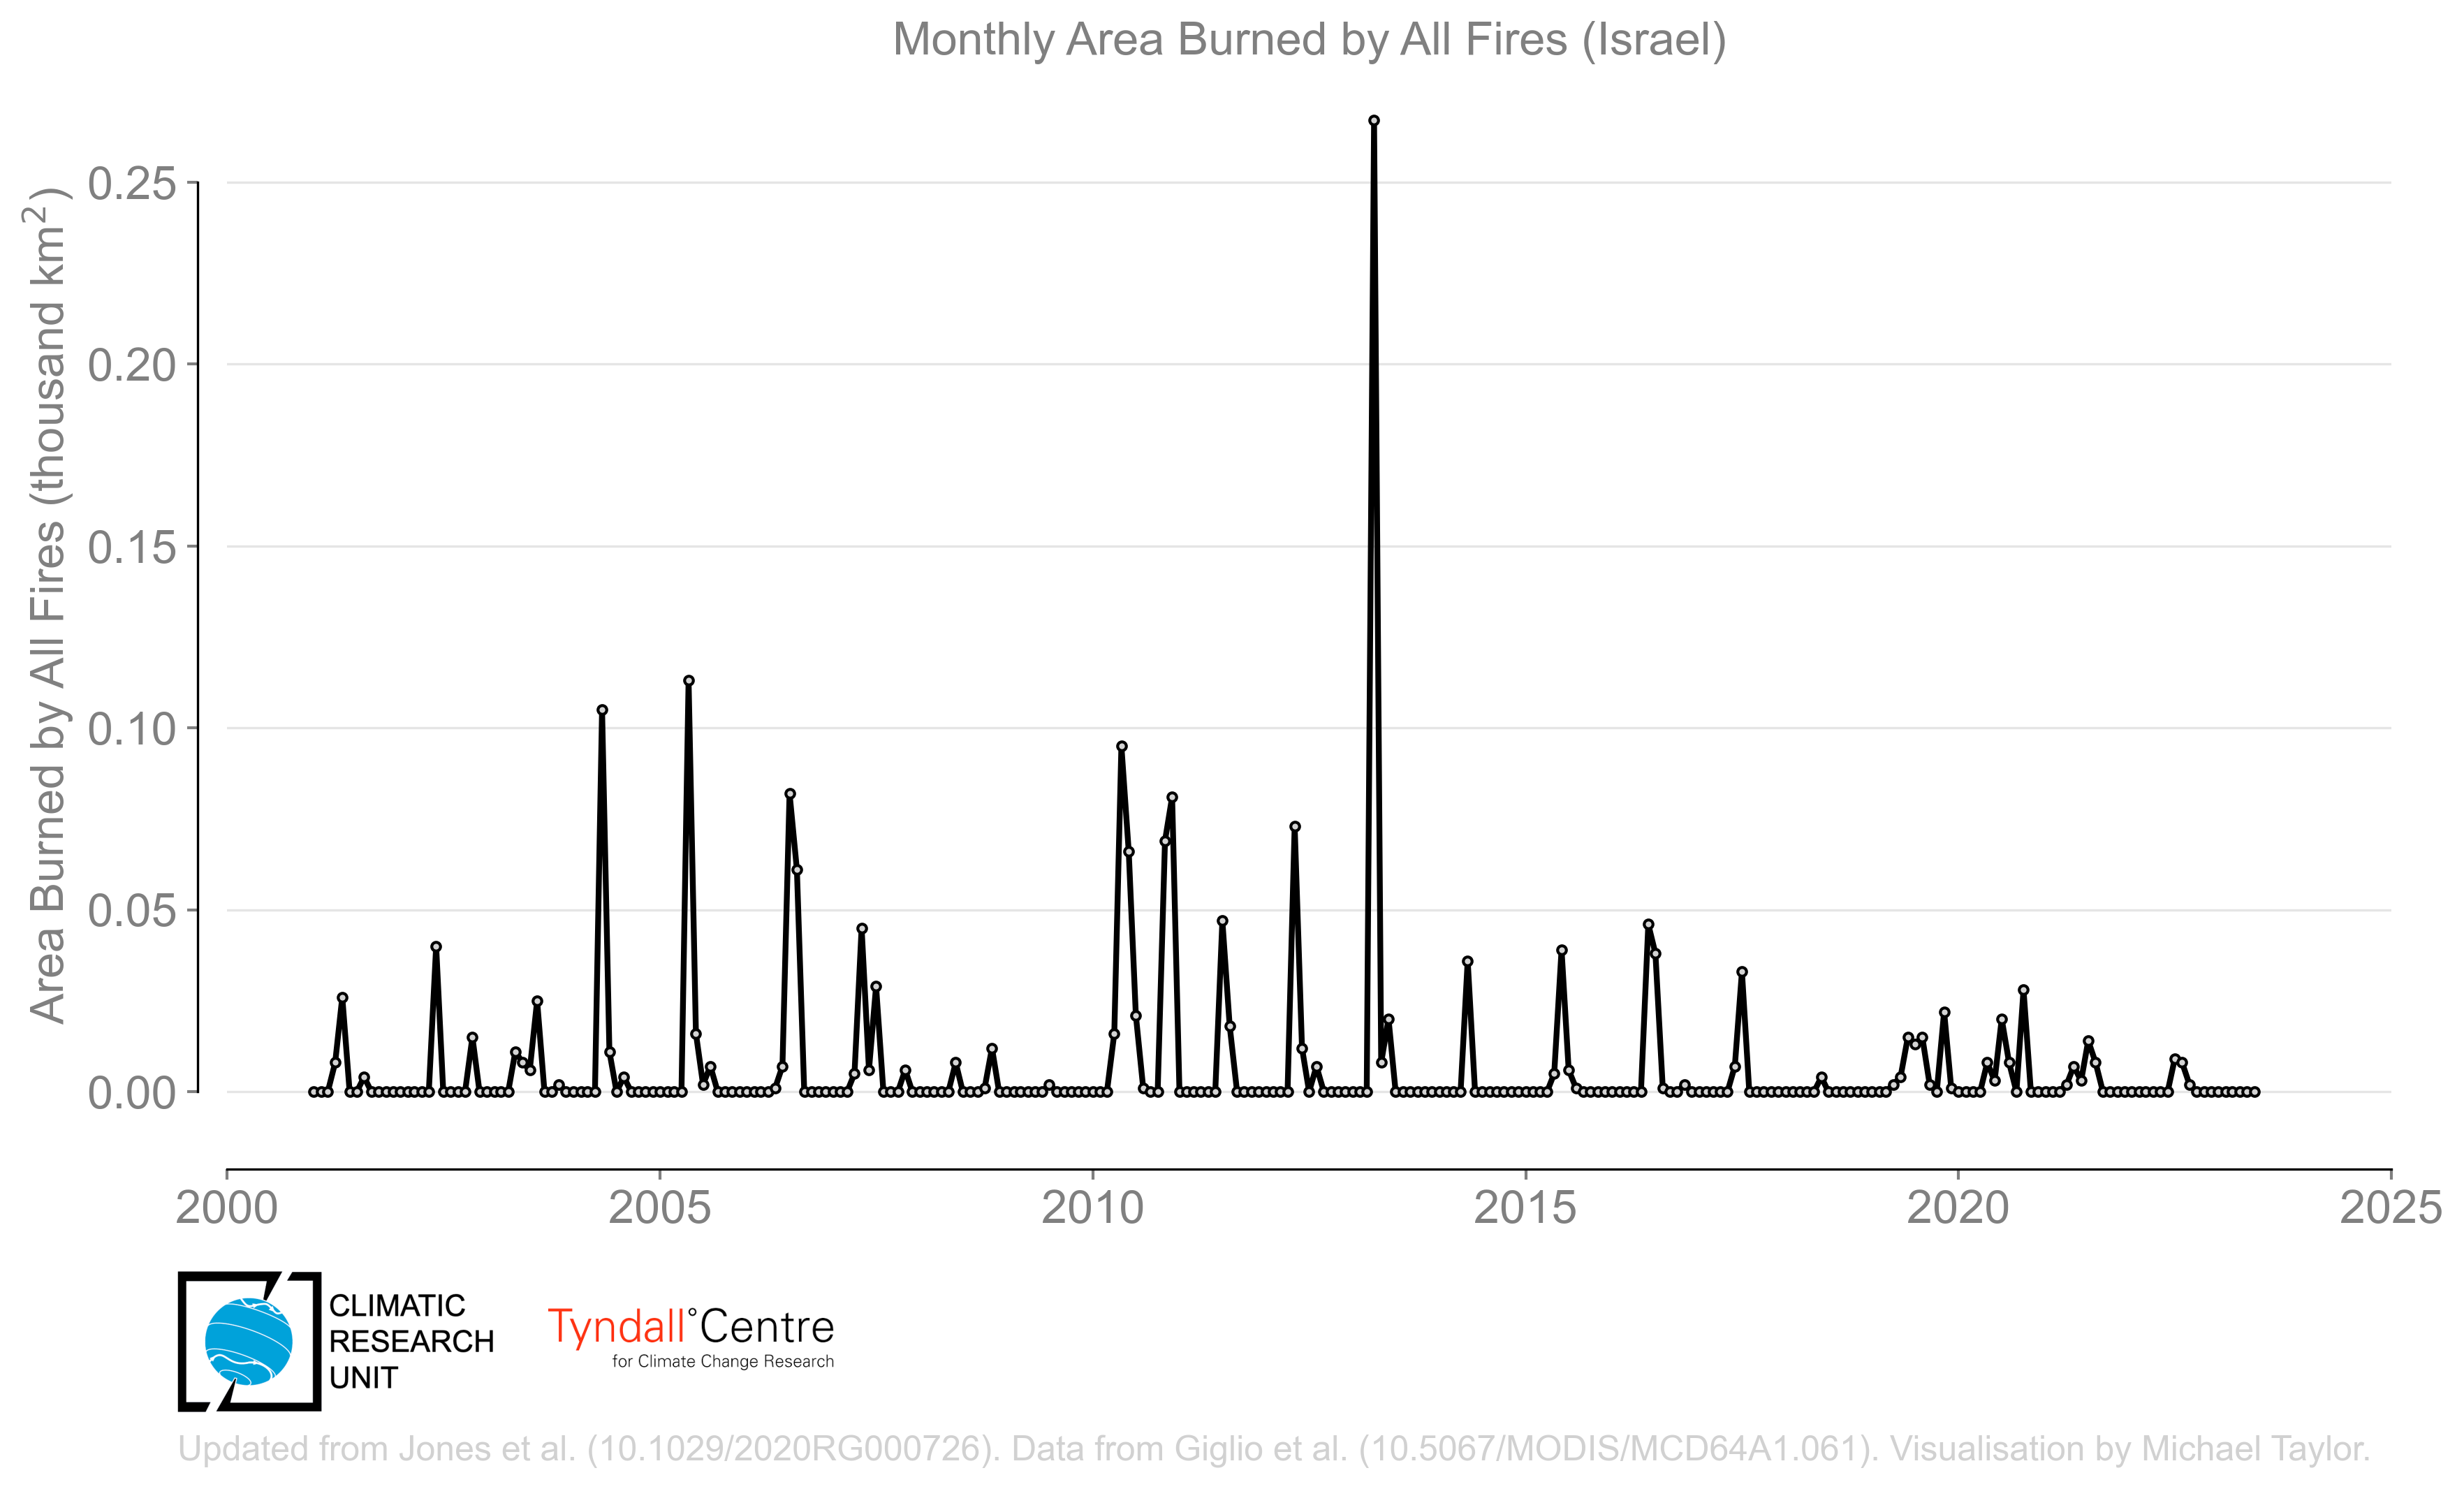 Monthly Area Burned by All Fires (Israel)
Area Burned by All Fires (thousand km²)
0.25
0.20
0.15
0.10
0.05
0.00
2000 2005 2010 2015 2020 2025
CLIMATIC
RESEARCH
UNIT
Tyndall°Centre
for Climate Change Research
Updated from Jones et al. (10.1029/2020RG000726). Data from Giglio et al. (10.5067/MODIS/MCD64A1.061). Visualisation by Michael Taylor.